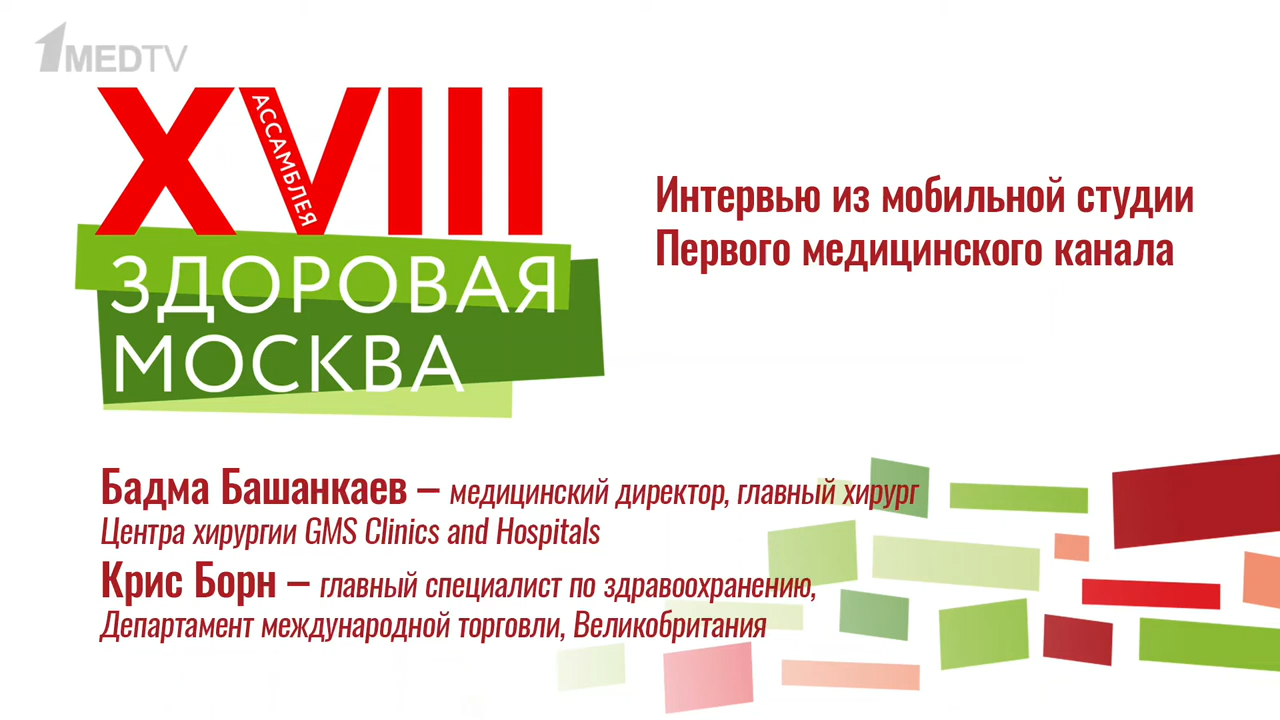 1MEDTV
XVIII
АССАМБЛЕЯ
ЗДОРОВАЯ
МОСКВА
Интервью из мобильной студии
Первого медицинского канала
Бадма Башанкаев – медицинский директор, главный хирург
Центра хирургии GMS Clinics and Hospitals
Крис Борн – главный специалист по здравоохранению,
Департамент международной торговли, Великобритания